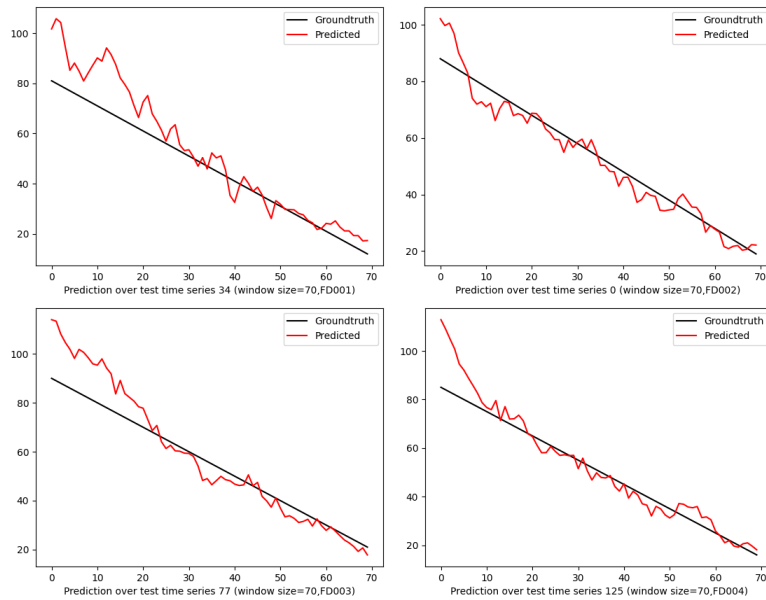 Groundtruth
Predicted
100
80
60
40
20
0 10 20 30 40 50 60 70
Prediction over test time series 34 (window size=70,FD001)
Groundtruth
Predicted
100
80
60
40
20
0 10 20 30 40 50 60 70
Prediction over test time series 0 (window size=70,FD002)
Groundtruth
Predicted
100
80
60
40
20
0 10 20 30 40 50 60 70
Prediction over test time series 77 (window size=70,FD003)
Groundtruth
Predicted
100
80
60
40
20
0 10 20 30 40 50 60 70
Prediction over test time series 125 (window size=70,FD004)